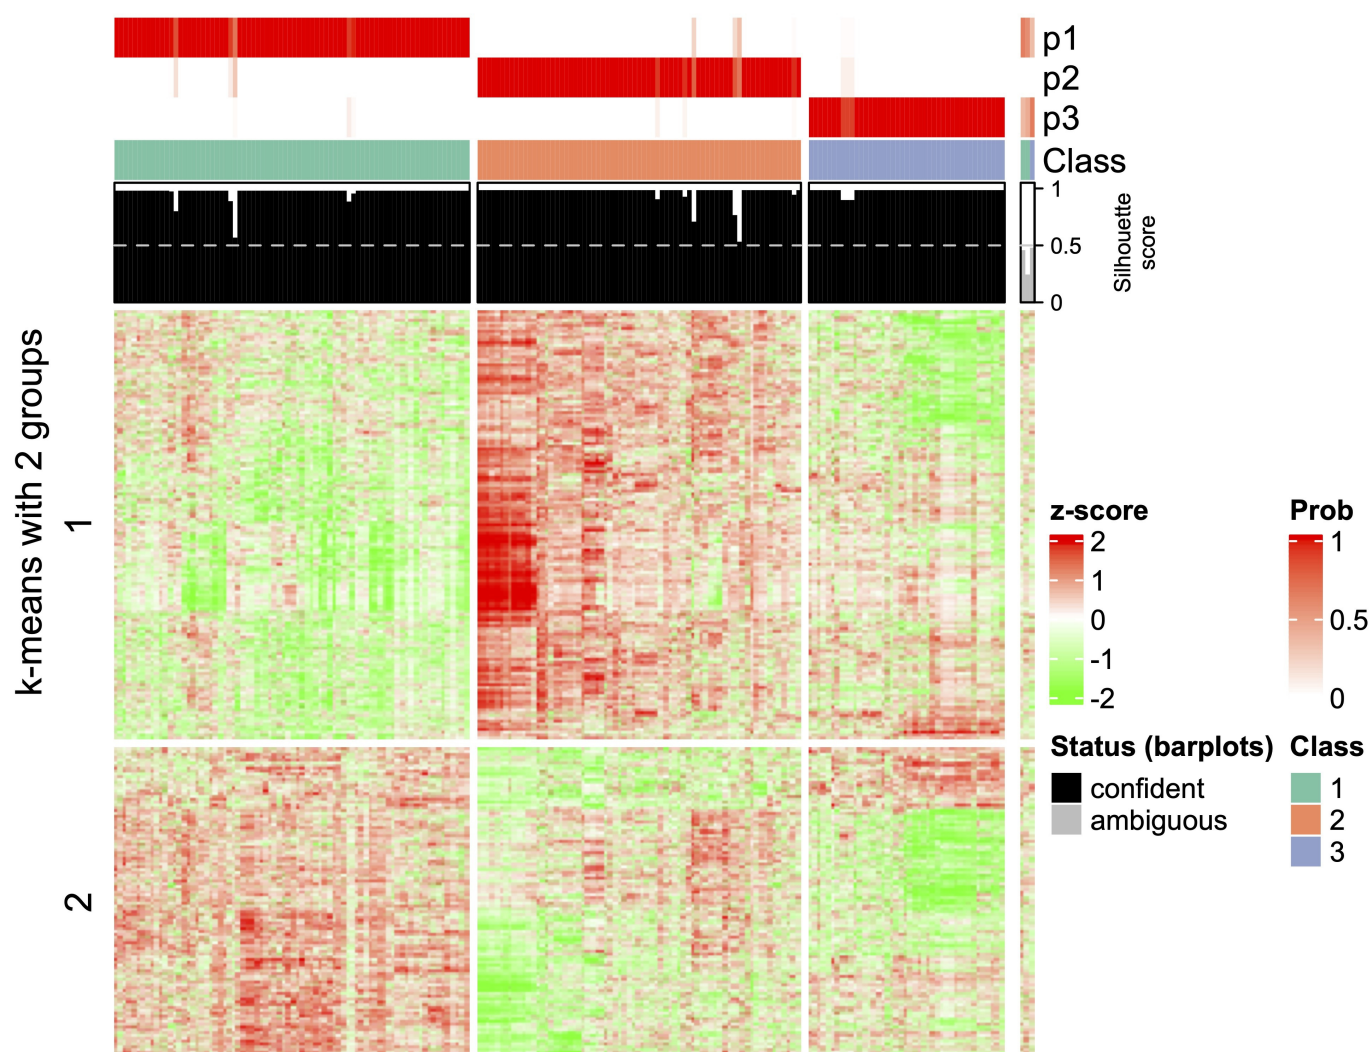 p1
p2
p3
Class
1
0.5
0
Silhouette
score
k-means with 2 groups
1
2
z-score
2
1
0
-1
-2
Prob
1
0.5
0
Status (barplots)
confident
ambiguous
Class
1
2
3